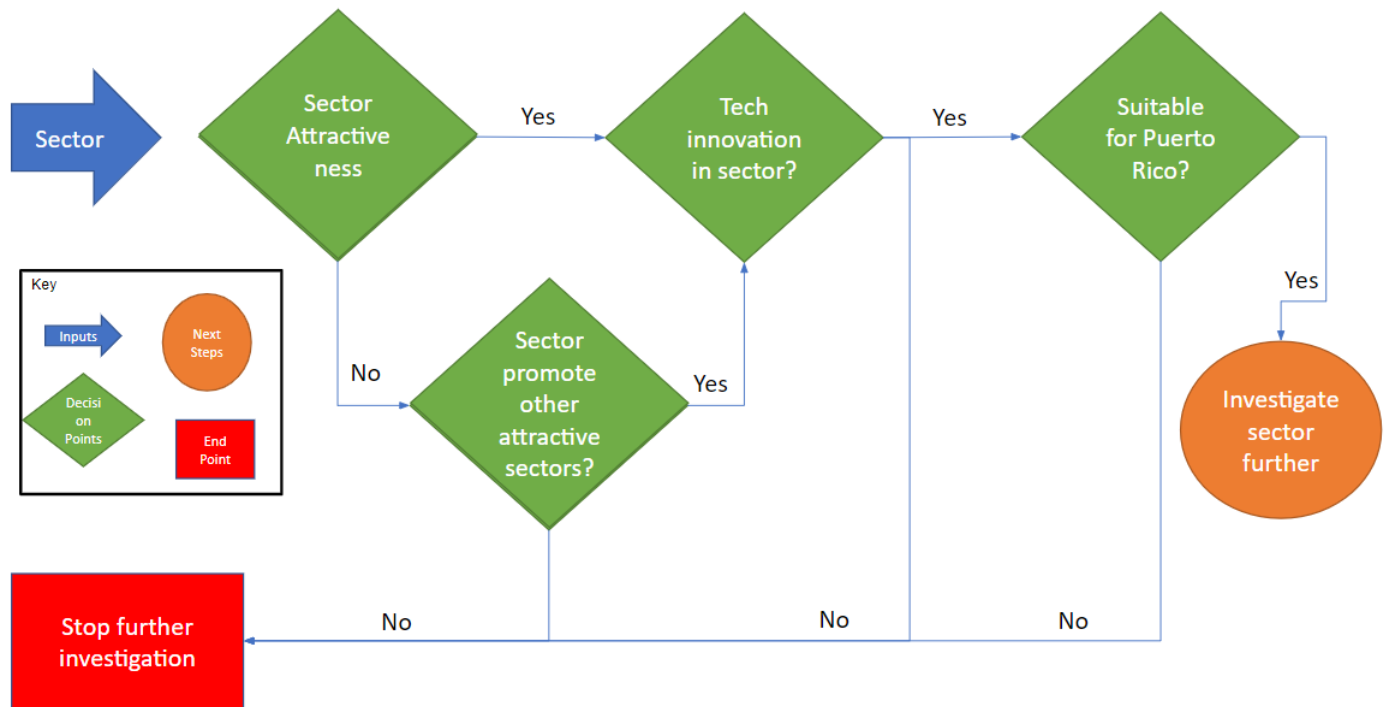 Sector
Sector
Attractive
ness
Yes
Tech
innovation
in sector?
Yes
Suitable
for Puerto
Rico?
Yes
Key
Inputs
Next
Steps
Decisi
on
Points
End
Point
No
Sector
promote
other
attractive
sectors?
Yes
Investigate
sector
further
Stop further
investigation
No
No
No